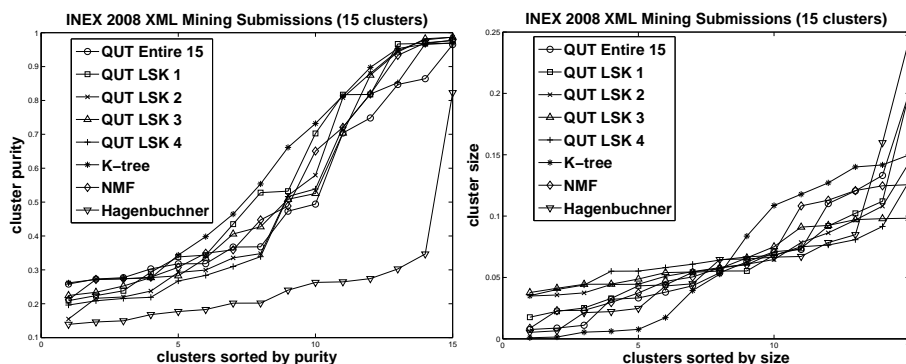 INEX 2008 XML Mining Submissions (15 clusters)
1
0.9
0.8
0.7
0.6
0.5
0.4
0.3
0.2
0.1
cluster purity
QUT Entire 15
QUT LSK 1
QUT LSK 2
QUT LSK 3
QUT LSK 4
K-tree
NMF
Hagenbuchner
0
5
10
15
clusters sorted by purity
INEX 2008 XML Mining Submissions (15 clusters)
0.25
0.2
0.15
0.1
0.05
0
cluster size
QUT Entire 15
QUT LSK 1
QUT LSK 2
QUT LSK 3
QUT LSK 4
K-tree
NMF
Hagenbuchner
0
5
10
15
clusters sorted by size